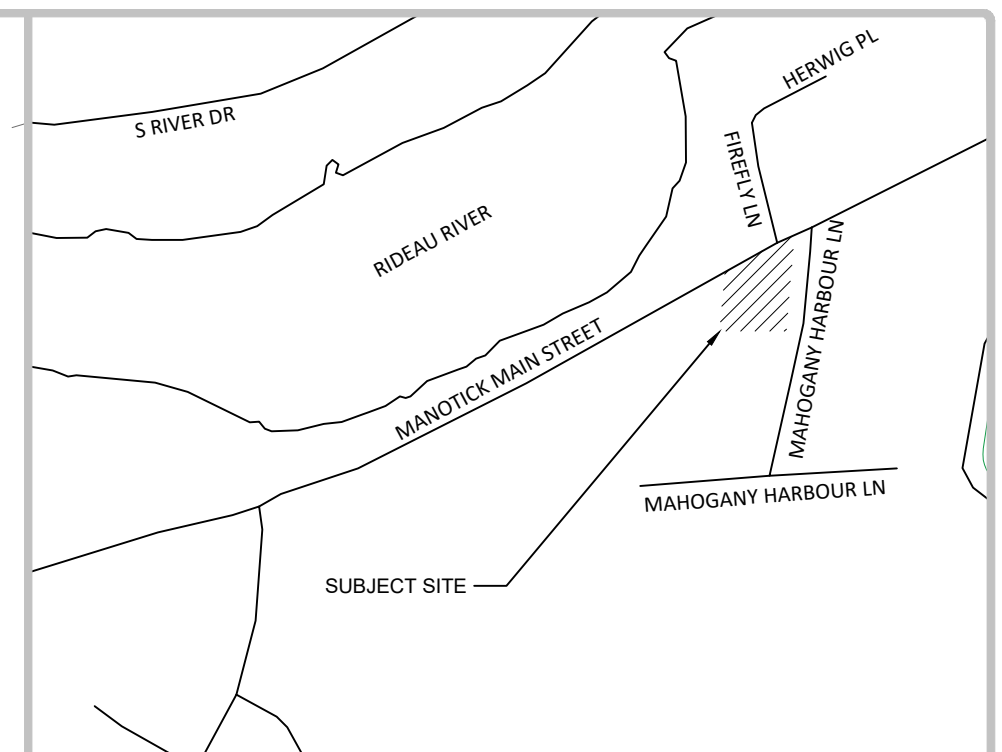 HERWIG PL
S RIVER DR
FIREFLY LN
RIDEAU RIVER
MAHOGANY HARBOUR LN
MANOTICK MAIN STREET
MAHOGANY HARBOUR LN
SUBJECT SITE